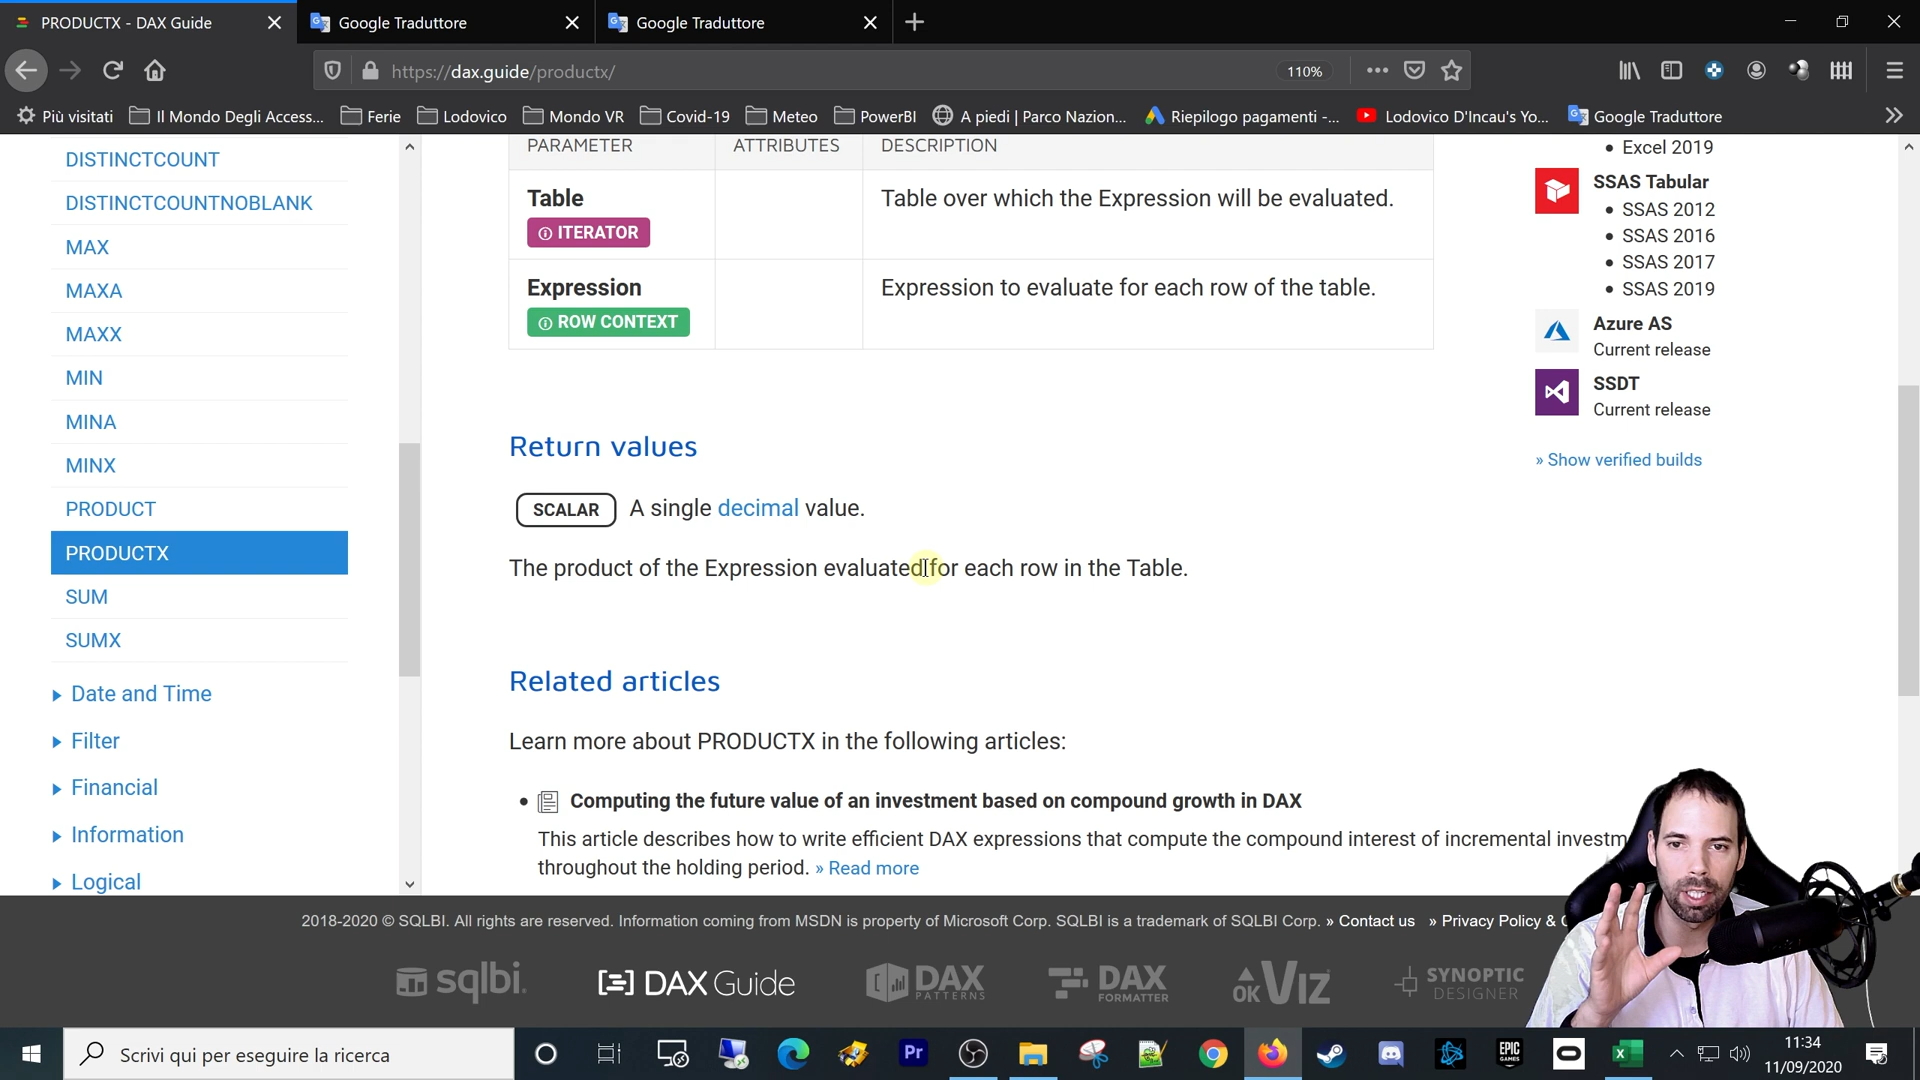 PRODUCTX - DAX Guide
Google Traduttore
Google Traduttore
https://dax.guide/productx/
110%
Più visitati
Il Mondo Degli Access...
Ferie
Lodovico
Mondo VR
Covid-19
Meteo
PowerBI
A piedi | Parco Nazion...
Riepilogo pagamenti -...
Lodovico D'Incau's Yo...
Google Traduttore
DISTINCTCOUNT
DISTINCTCOUNTNOBLANK
MAX
MAXA
MAXX
MIN
MINA
MINX
PRODUCT
PRODUCTX
SUM
SUMX
Date and Time
Filter
Financial
Information
Logical
PARAMETER ATTRIBUTES DESCRIPTION
Table Table over which the Expression will be evaluated.
ITERATOR
Expression Expression to evaluate for each row of the table.
ROW CONTEXT
Return values
SCALAR A single decimal value.
The product of the Expression evaluated for each row in the Table.
Related articles
Learn more about PRODUCTX in the following articles:
• Computing the future value of an investment based on compound growth in DAX
This article describes how to write efficient DAX expressions that compute the compound interest of incremental investm
throughout the holding period. » Read more
• Excel 2019
SSAS Tabular
• SSAS 2012
• SSAS 2016
• SSAS 2017
• SSAS 2019
Azure AS
Current release
SSDT
Current release
» Show verified builds
2018-2020 © SQLBI. All rights are reserved. Information coming from MSDN is property of Microsoft Corp. SQLBI is a trademark of SQLBI Corp. » Contact us » Privacy Policy &
sqlbi.
DAX Guide
DAX PATTERNS
DAX FORMATTER
OK VIZ
SYNOPTIC DESIGNER
Scrivi qui per eseguire la ricerca
Pr
EPIC GAMES
11:34
11/09/2020